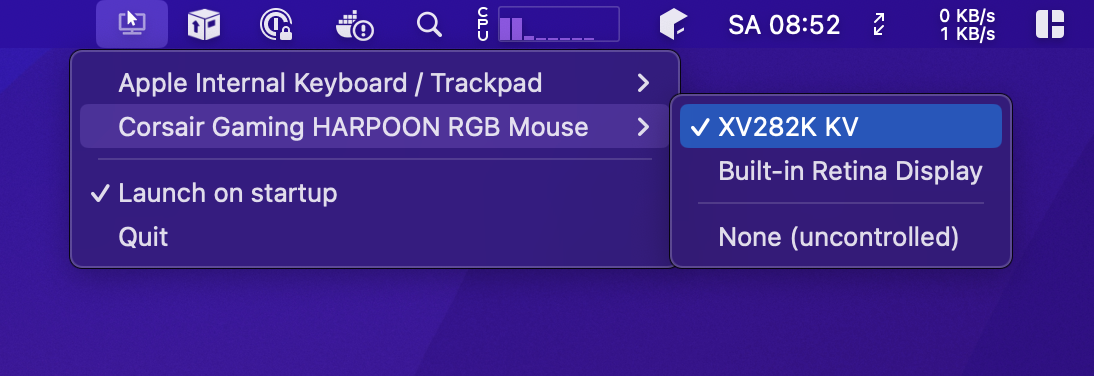 CPU
SA 08:52
0 KB/s
1 KB/s
Apple Internal Keyboard / Trackpad
Corsair Gaming HARPOON RGB Mouse
Launch on startup
Quit
XV282K KV
Built-in Retina Display
None (uncontrolled)